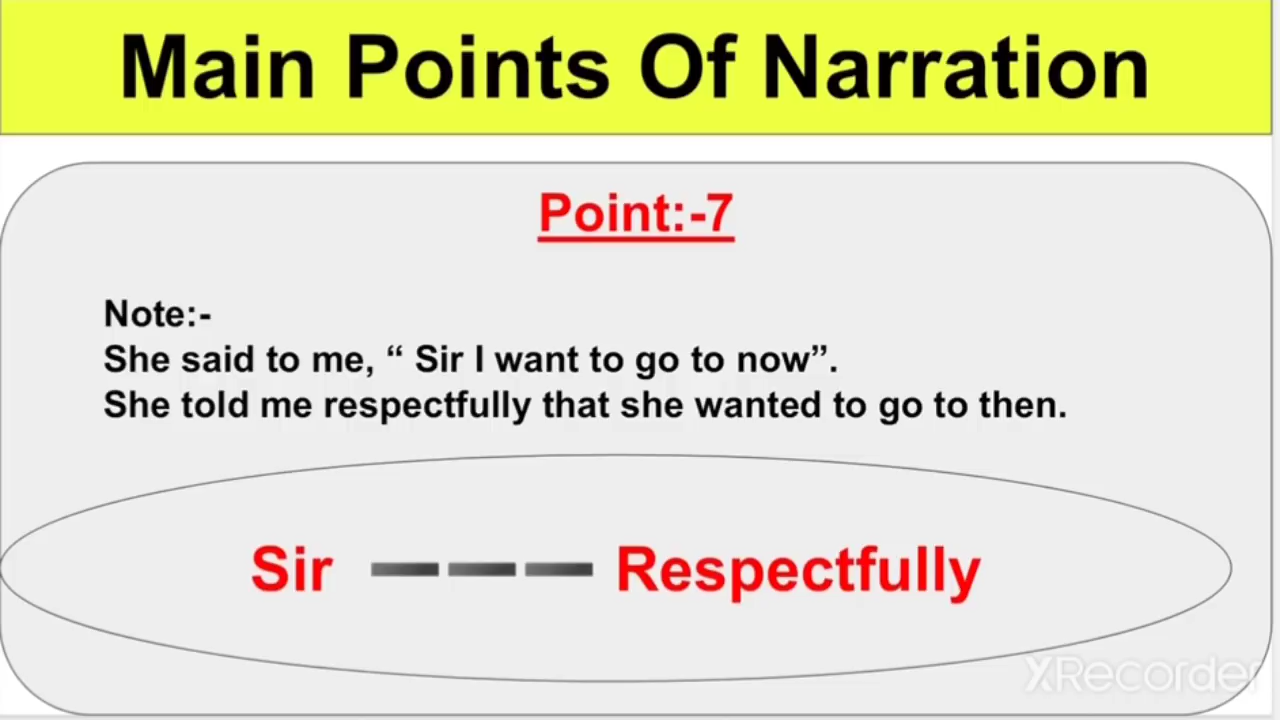 Main Points Of Narration
Point:-7
Note:-
She said to me, “ Sir I want to go to now”.
She told me respectfully that she wanted to go to then.
Sir --- Respectfully
XRecorder